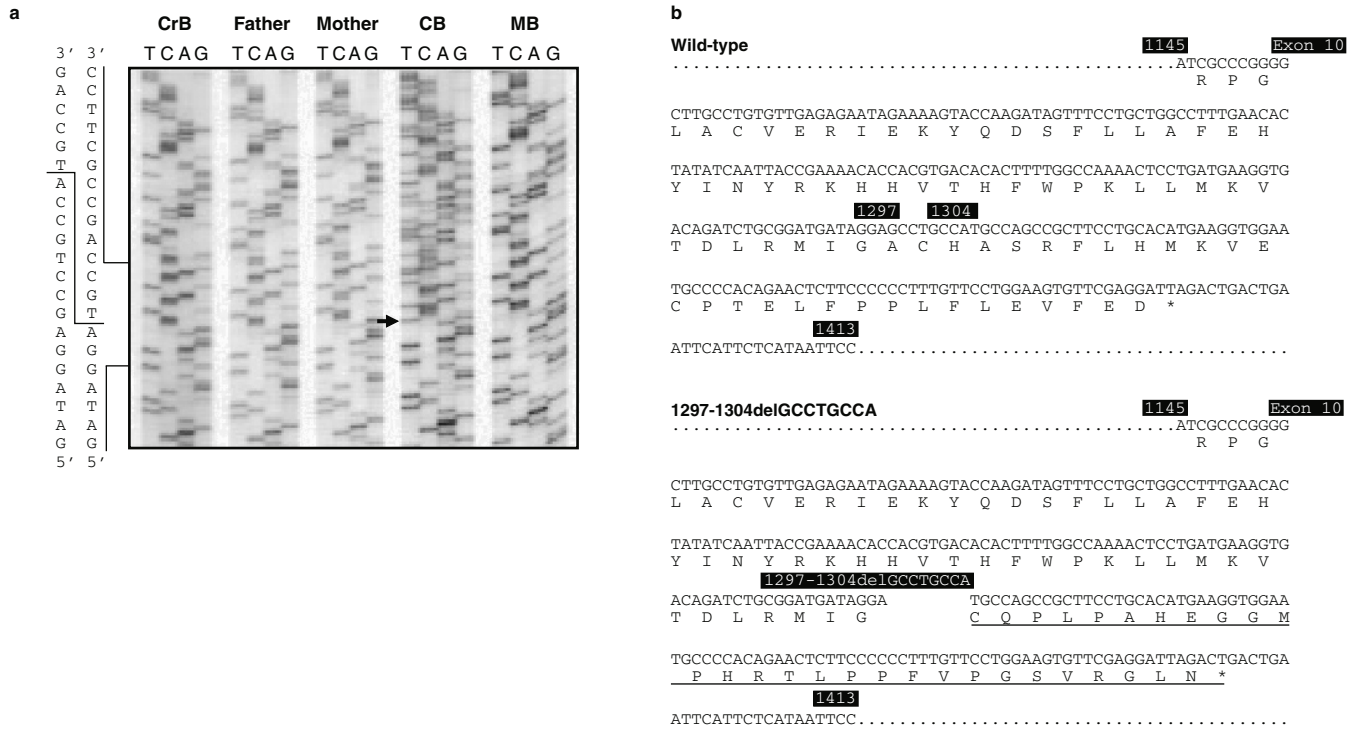 a
CrB Father Mother CB MB
TCAG TCAG TCAG TCAG TCAG
3' 3'
G C
A C
C T
C T
G C
T G
A C
C C
C G
G A
T C
C C
C G
G T
A A
G G
G G
A A
T T
A A
G G
5' 5'
b
Wild-type 1145 Exon 10
.................................................ATCGCCCGGGG
R P G
CTTGCCTGTGTTGAGAGAATAGAAAAGTACCAAGATAGTTTCCTGCTGGCCTTTGAACAC
L A C V E R I E K Y Q D S F L L A F E H
TATATCAATTACCGAAAACACCACGTGACACACTTTTGGCCAAAACTCCTGATGAAGGTG
Y I N Y R K H H V T H F W P K L L M K V
1297 1304
ACAGATCTGCGGATGATAGGAGCCTGCCATGCCAGCCGCTTCCTGCACATGAAGGTGGAA
T D L R M I G A C H A S R F L H M K V E
TGCCCCACAGAACTCTTCCCCCCTTTGTTCCTGGAAGTGTTCGAGGATTAGACTGACTGA
C P T E L F P P L F L E V F E D *
1413
ATTCATTCTCATAATTCC..........................................
1297-1304delGCCTGCCA 1145 Exon 10
.................................................ATCGCCCGGGG
R P G
CTTGCCTGTGTTGAGAGAATAGAAAAGTACCAAGATAGTTTCCTGCTGGCCTTTGAACAC
L A C V E R I E K Y Q D S F L L A F E H
TATATCAATTACCGAAAACACCACGTGACACACTTTTGGCCAAAACTCCTGATGAAGGTG
Y I N Y R K H H V T H F W P K L L M K V
1297-1304delGCCTGCCA
ACAGATCTGCGGATGATAGGA TGCCAGCCGCTTCCTGCACATGAAGGTGGAA
T D L R M I G C Q P L P A H E G G M
TGCCCCACAGAACTCTTCCCCCCTTTGTTCCTGGAAGTGTTCGAGGATTAGACTGACTGA
P H R T L P P F V P G S V R G L N *
1413
ATTCATTCTCATAATTCC..........................................